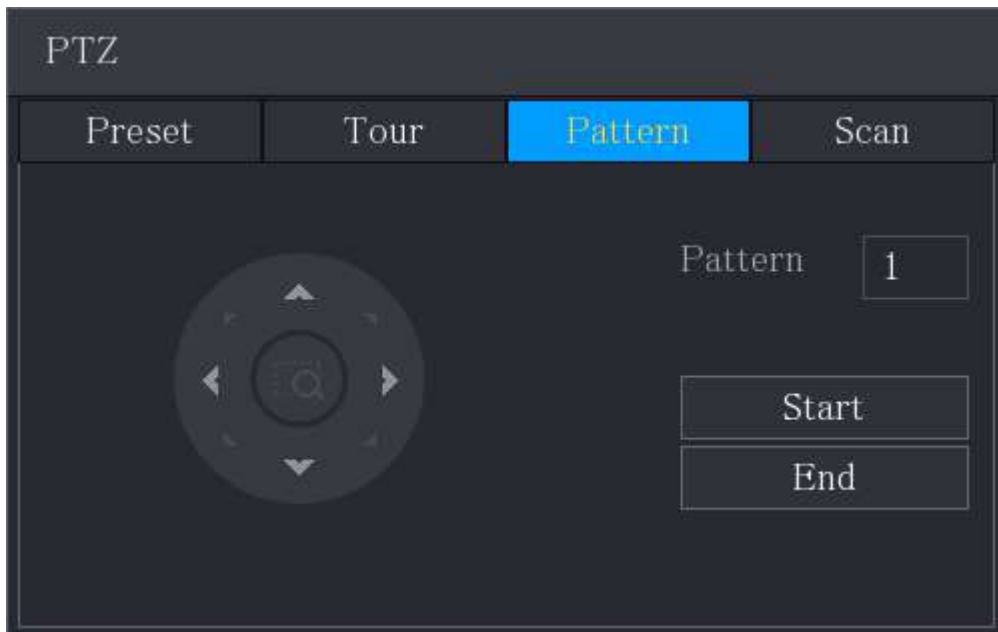 PTZ
Preset Tour Pattern Scan
Pattern 1
Start
End